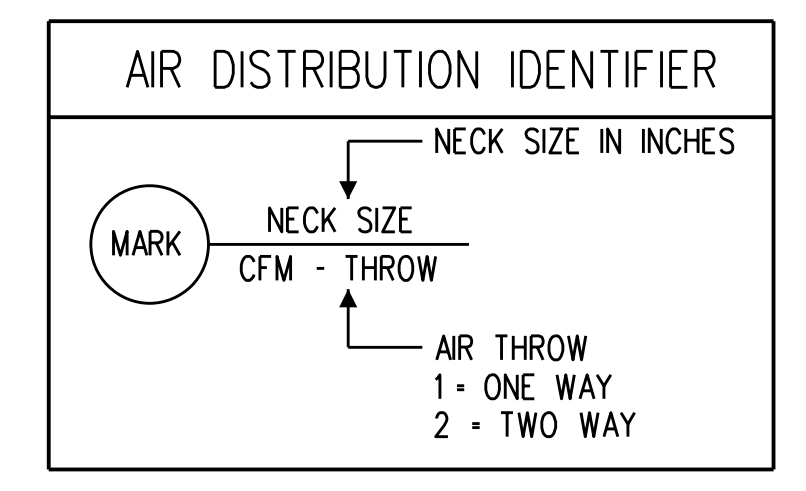 AIR DISTRIBUTION IDENTIFIER
NECK SIZE IN INCHES
NECK SIZE
MARK
CFM - THROW
AIR THROW
1 = ONE WAY
2 = TWO WAY